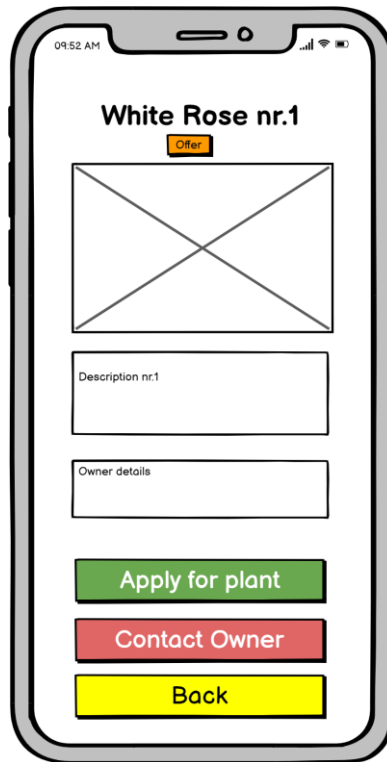 09:52 AM
White Rose nr.1
Offer
Description nr.1
Owner details
Apply for plant
Contact Owner
Back